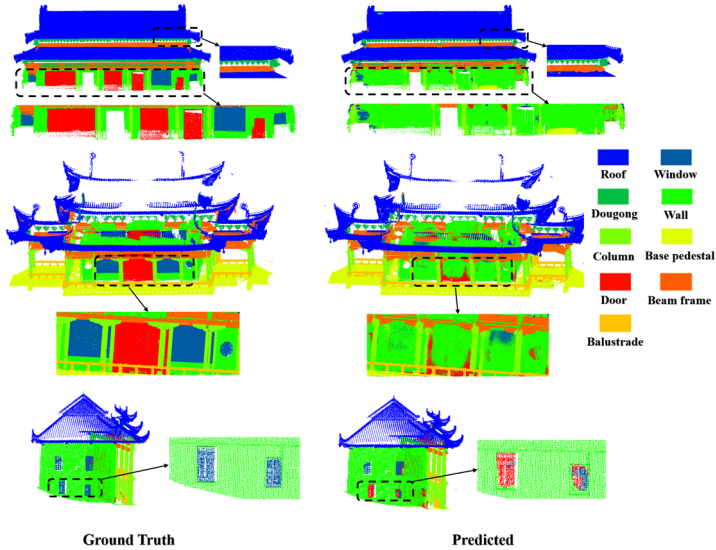 Roof Window
Dougong Wall
Column Base pedestal
Door Beam frame
Balustrade
Ground Truth Predicted